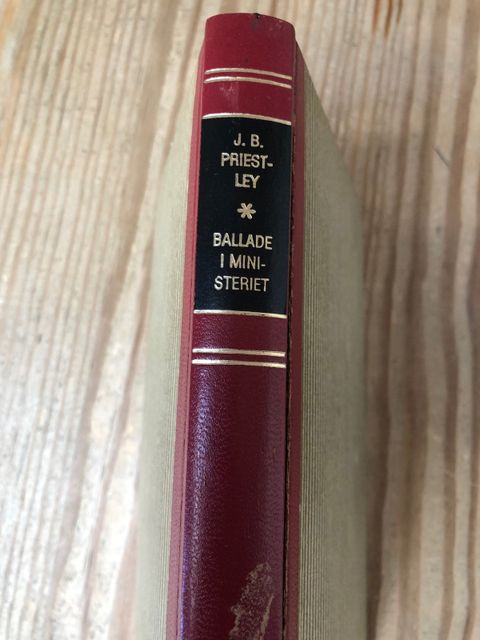 J. B.
PRIEST-
LEY
*
BALLADE
I MINI-
STERIET